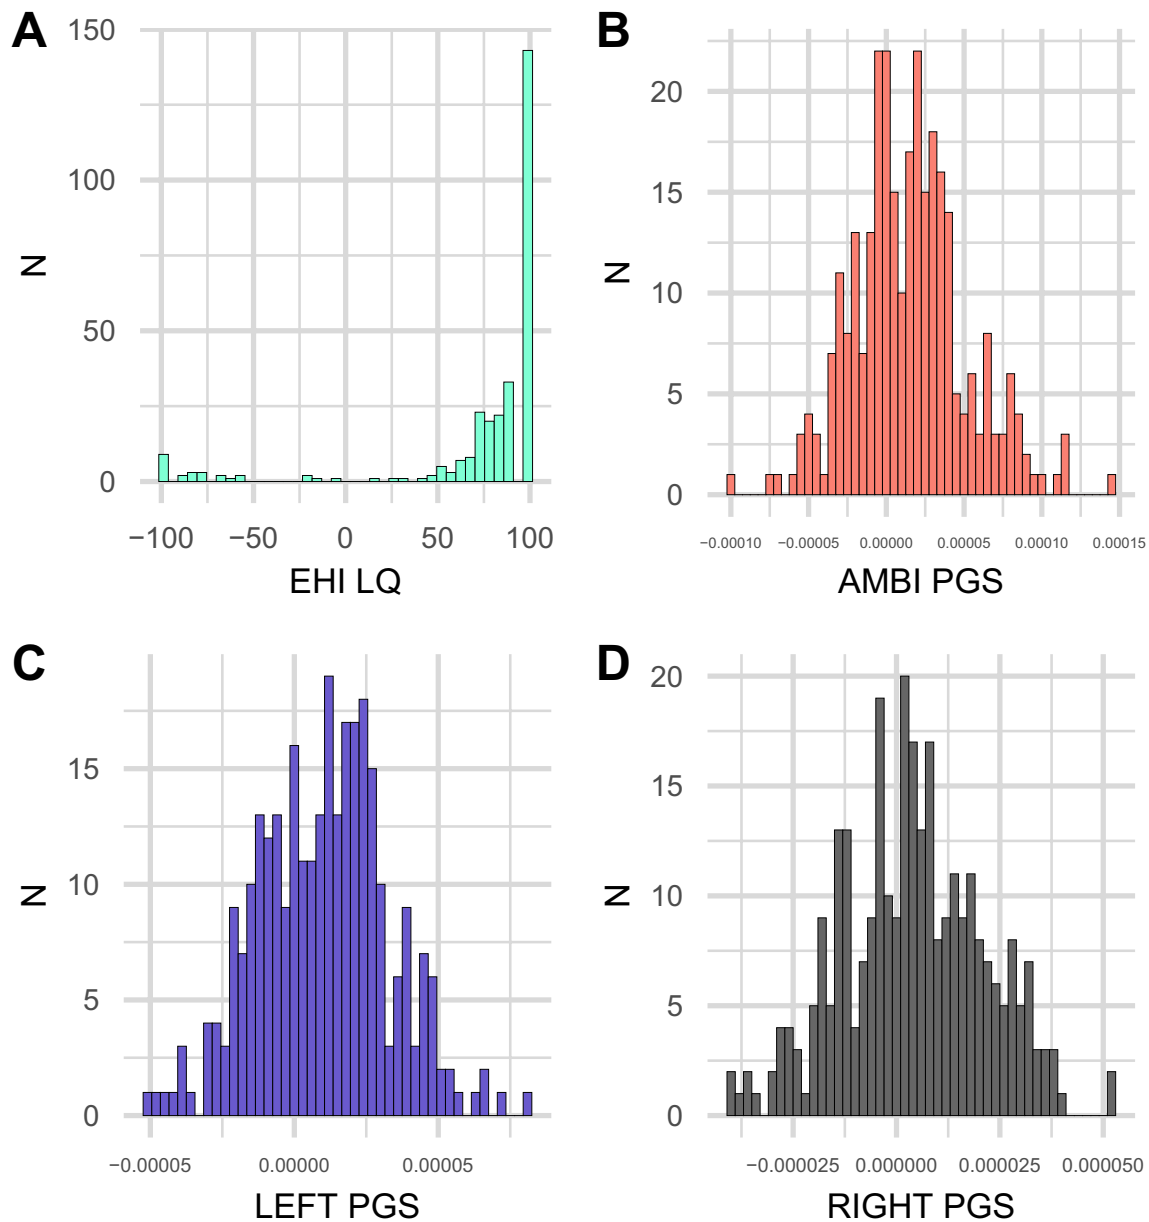 A
150
100
50
0
N
−100 −50 0 50 100
EHI LQ
B
20
15
10
5
0
N
−0.00010 −0.00005 0.00000 0.00005 0.00010 0.00015
AMBI PGS
C
15
10
5
0
N
−0.00005 0.00000 0.00005
LEFT PGS
D
20
15
10
5
0
N
−0.000025 0.000000 0.000025 0.000050
RIGHT PGS